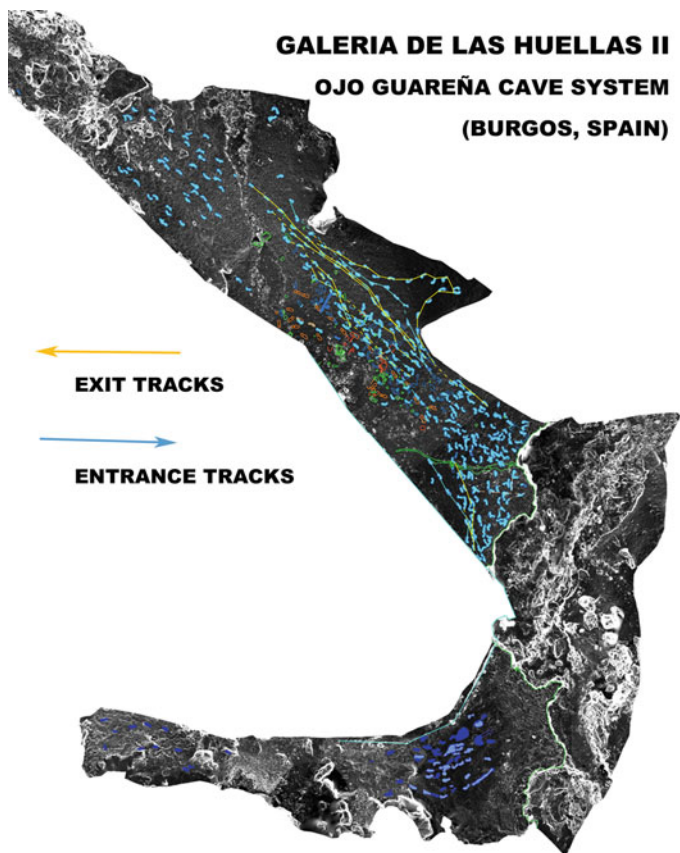 GALERIA DE LAS HUELLAS II
OJO GUAREÑA CAVE SYSTEM
(BURGOS, SPAIN)
EXIT TRACKS
ENTRANCE TRACKS